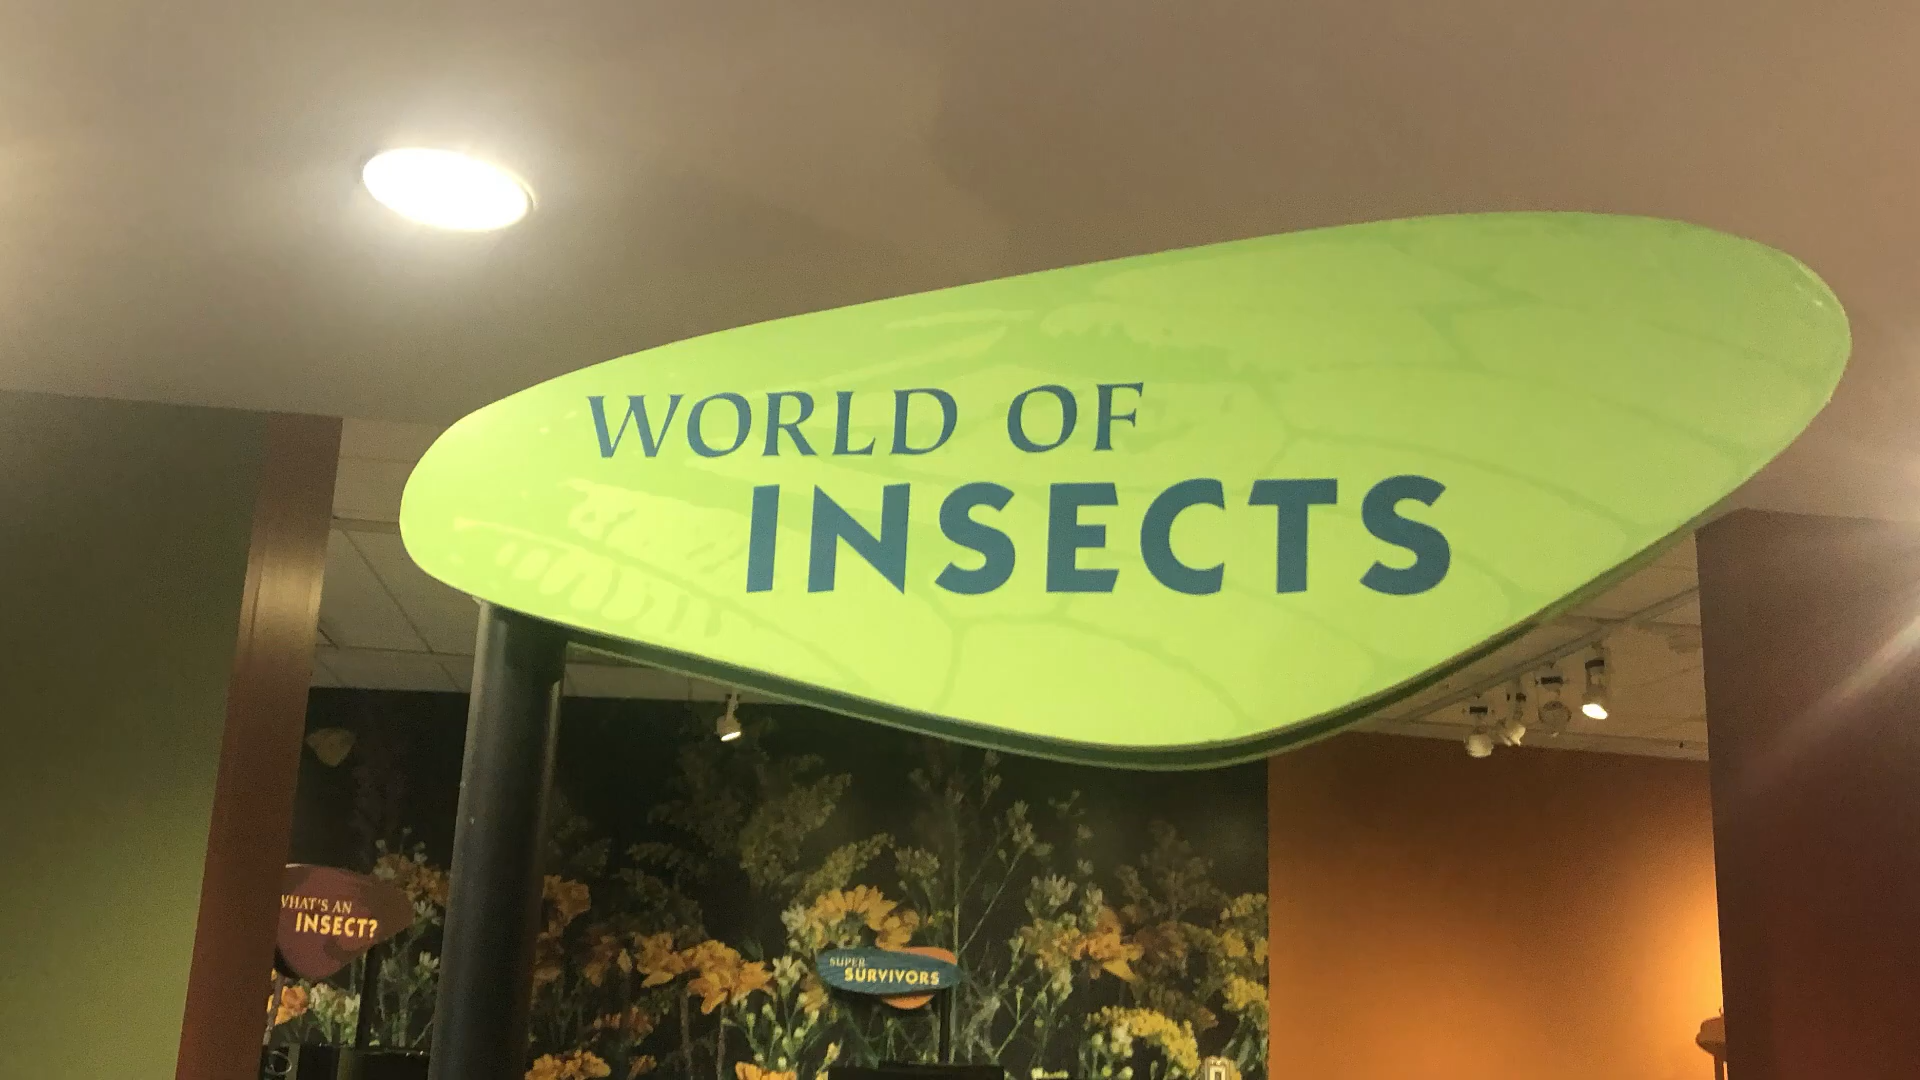 WORLD OF
INSECTS
WHAT'S AN
INSECT?
SUPER
SURVIVORS